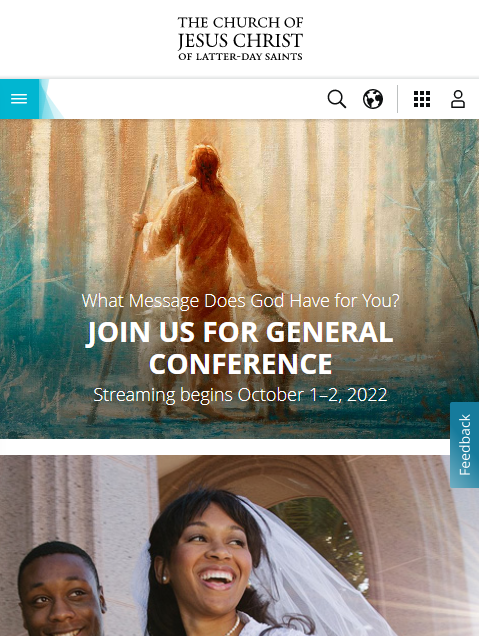 THE CHURCH OF
JESUS CHRIST
OF LATTER-DAY SAINTS
What Message Does God Have for You?
JOIN US FOR GENERAL
CONFERENCE
Streaming begins October 1–2, 2022
Feedback